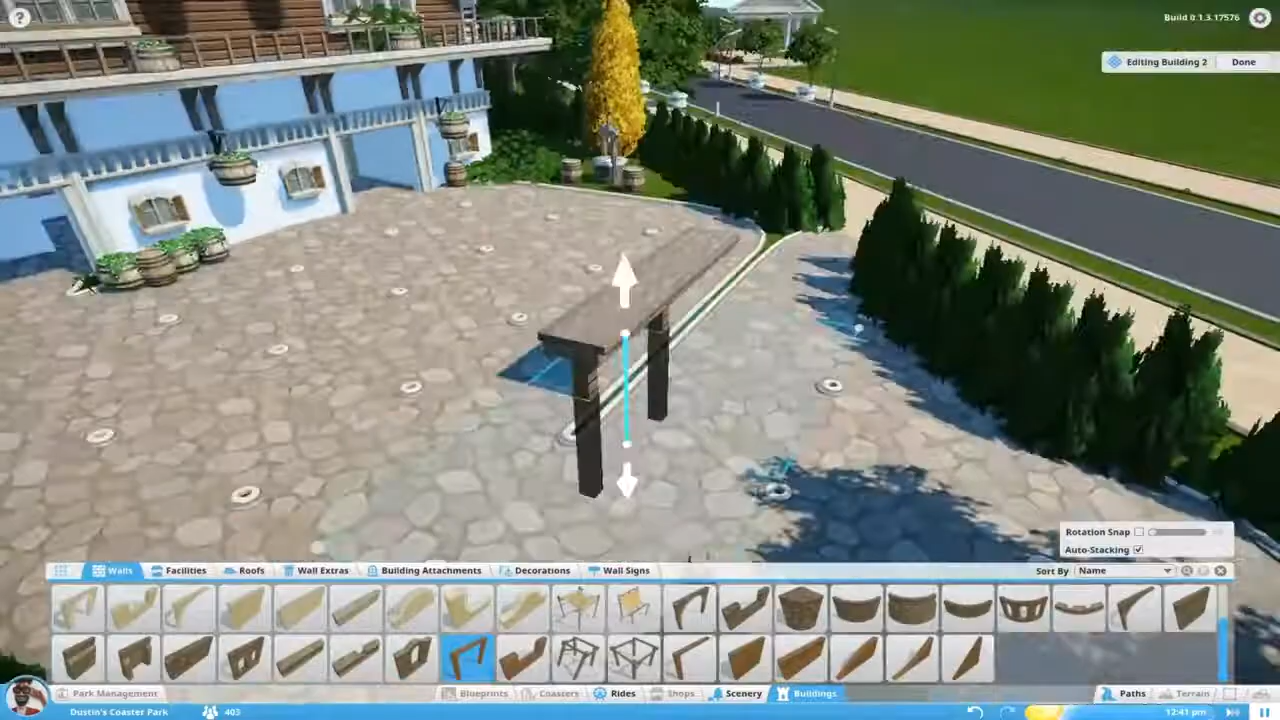 ?
Build 0.1.3.17576
Editing Building 2 Done
Rotation Snap
Auto-Stacking
Walls Facilities Roofs Wall Extras Building Attachments Decorations Wall Signs Sort By Name
Park Management Blueprints Coasters Rides Shops Scenery Buildings Paths Terrain
Dustin's Coaster Park 403 12:41 pm